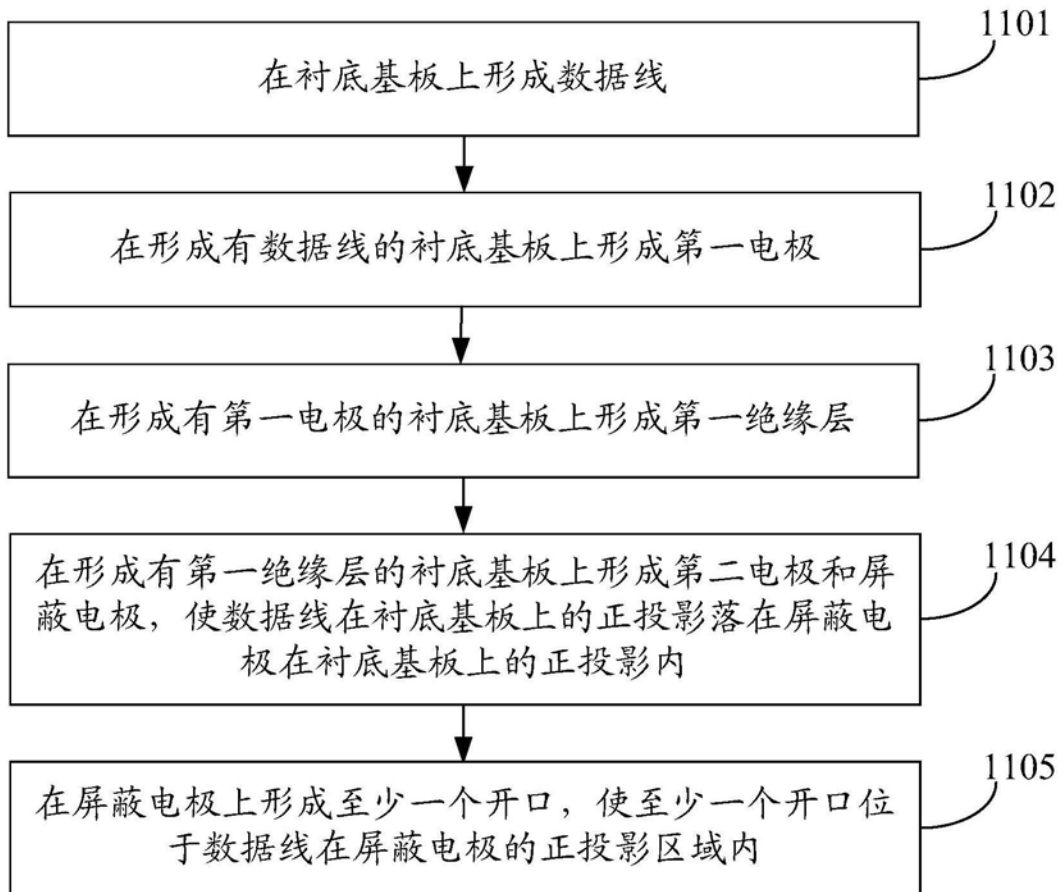 1101
在衬底基板上形成数据线
1102
在形成有数据线的衬底基板上形成第一电极
1103
在形成有第一电极的衬底基板上形成第一绝缘层
1104
在形成有第一绝缘层的衬底基板上形成第二电极和屏
蔽电极，使数据线在衬底基板上的正投影落在屏蔽电
极在衬底基板上的正投影内
1105
在屏蔽电极上形成至少一个开口，使至少一个开口位
于数据线在屏蔽电极的正投影区域内